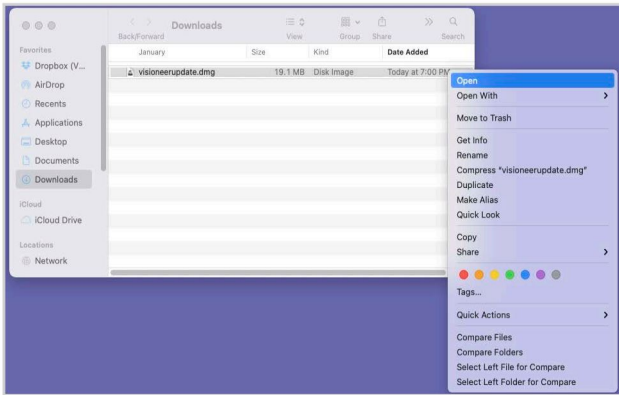 Downloads
Back/Forward View Group Share Search
Favorites
Dropbox (V...
AirDrop
Recents
Applications
Desktop
Documents
Downloads
iCloud
iCloud Drive
Locations
Network
January Size Kind Date Added
visioneerupdate.dmg 19.1 MB Disk Image Today at 7:00 PM
Open
Open With
Move to Trash
Get Info
Rename
Compress "visioneerupdate.dmg"
Duplicate
Make Alias
Quick Look
Copy
Share
Tags...
Quick Actions
Compare Files
Compare Folders
Select Left File for Compare
Select Left Folder for Compare